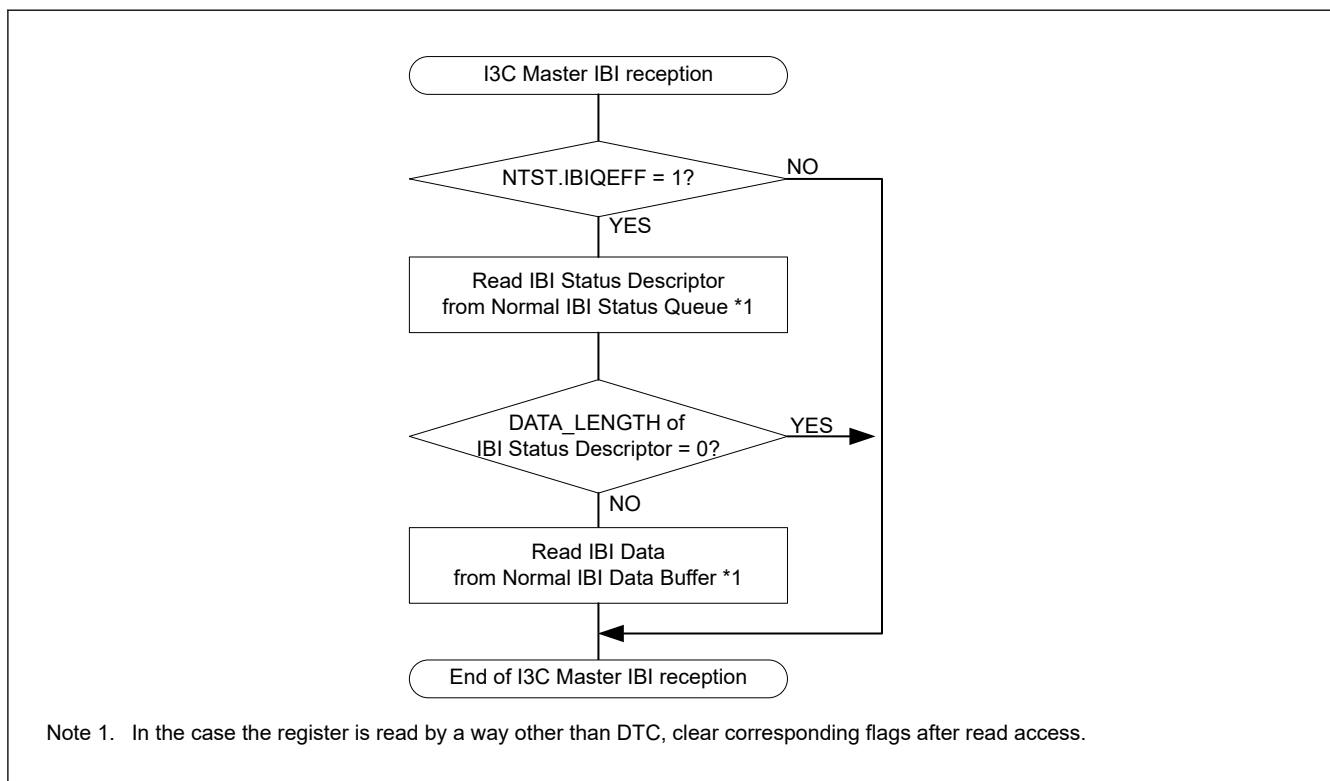 I3C Master IBI reception
NTST.IBIQEFF = 1?
NO
YES
Read IBI Status Descriptor
from Normal IBI Status Queue *1
DATA_LENGTH of
IBI Status Descriptor = 0?
YES
NO
Read IBI Data
from Normal IBI Data Buffer *1
End of I3C Master IBI reception
Note 1. In the case the register is read by a way other than DTC, clear corresponding flags after read access.